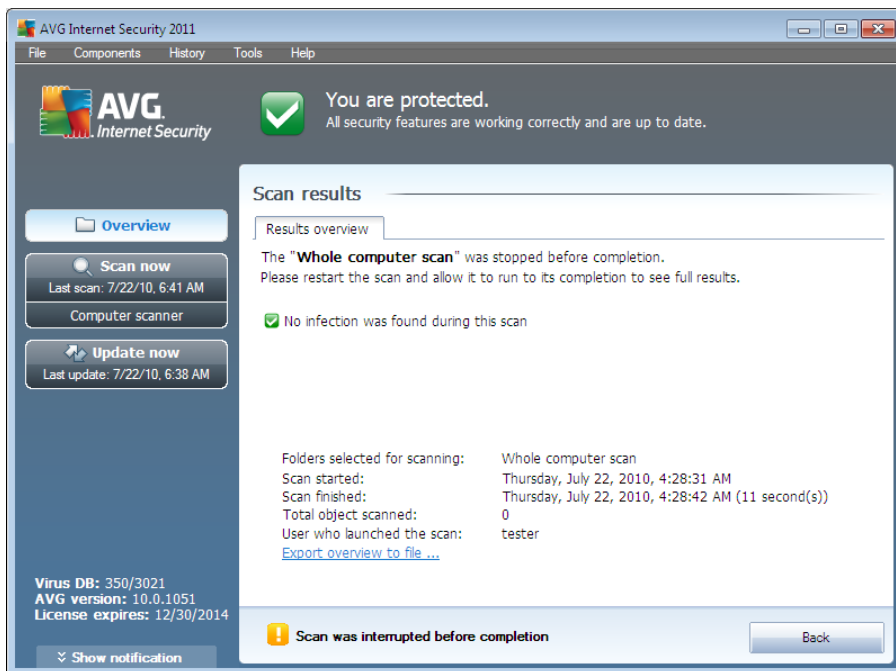 AVG Internet Security 2011
File Components History Tools Help
AVG.
Internet Security
You are protected.
All security features are working correctly and are up to date.
Overview
Scan now
Last scan: 7/22/10, 6:41 AM
Computer scanner
Update now
Last update: 7/22/10, 6:38 AM
Virus DB: 350/3021
AVG version: 10.0.1051
License expires: 12/30/2014
Show notification
Scan results
Results overview
The "Whole computer scan" was stopped before completion.
Please restart the scan and allow it to run to its completion to see full results.
No infection was found during this scan
Folders selected for scanning: Whole computer scan
Scan started: Thursday, July 22, 2010, 4:28:31 AM
Scan finished: Thursday, July 22, 2010, 4:28:42 AM (11 second(s))
Total object scanned: 0
User who launched the scan: tester
Export overview to file ...
Scan was interrupted before completion
Back